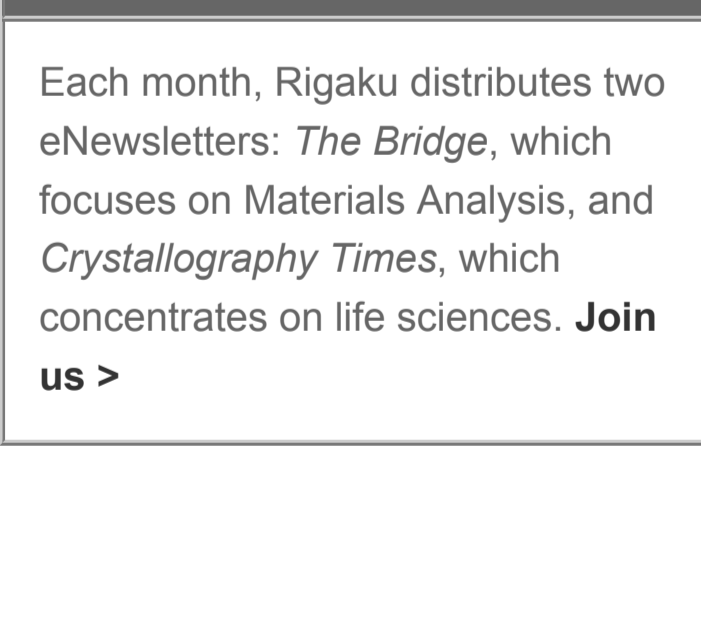 Each month, Rigaku distributes two
eNewsletters: The Bridge, which
focuses on Materials Analysis, and
Crystallography Times, which
concentrates on life sciences. Join
us >